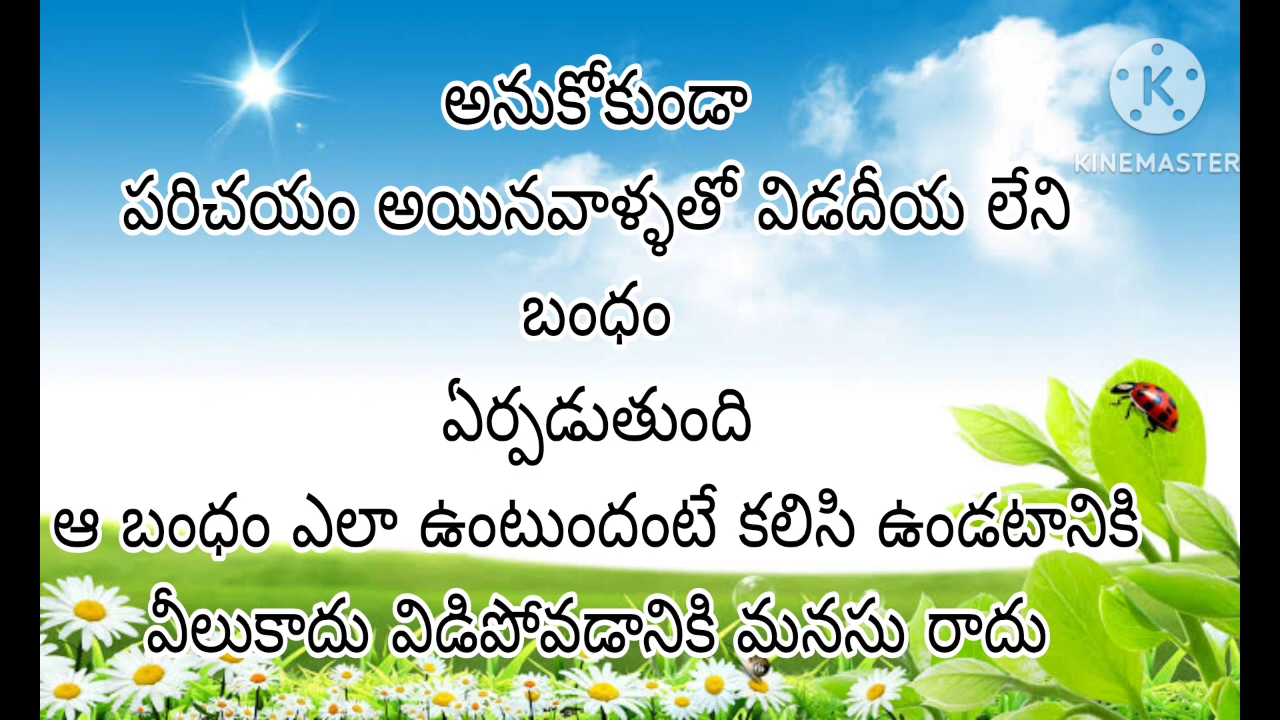 అనుకోకుండా
పరిచయం అయినవాళ్ళతో విడదీయ లేని
బంధం
ఏర్పడుతుంది
ఆ బంధం ఎలా ఉంటుందంటే కలిసి ఉండటానికి
వీలుకాదు విడిపోవడానికి మనసు రాదు
K
KINEMASTER